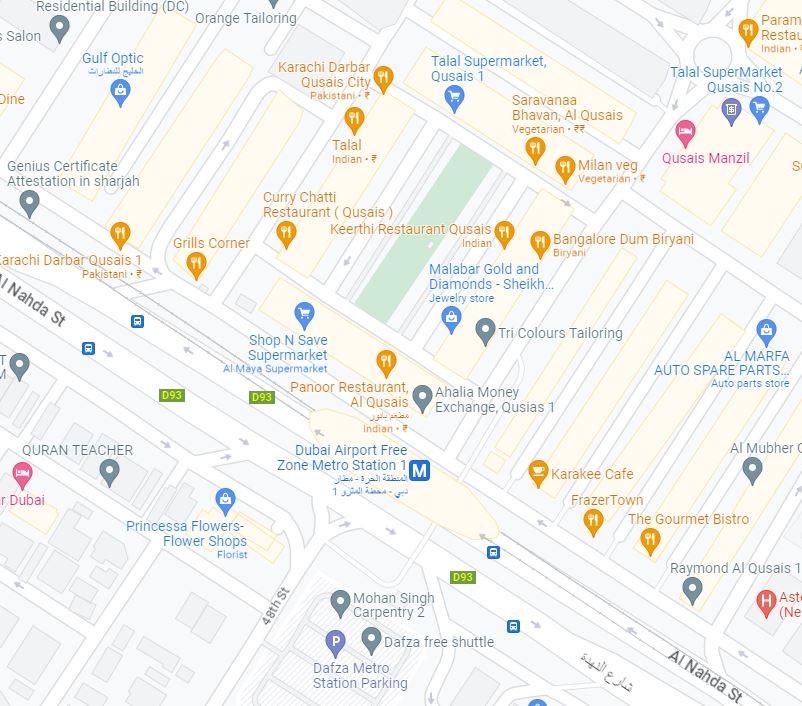 Residential Building (DC)
s Salon
Orange Tailoring
Param
Restau
Indian •
Gulf Optic
الخليج للنظارات
Karachi Darbar
Qusais City
Pakistani • ₹
Talal Supermarket,
Qusais 1
Talal SuperMarket
Qusais No.2
Dine
Saravanaa
Bhavan, Al Qusais
Vegetarian • ₹₹
Talal
Indian • ₹
Qusais Manzil
Milan veg
Vegetarian • ₹
Genius Certificate
Attestation in sharjah
Curry Chatti
Restaurant ( Qusais )
Keerthi Restaurant Qusais
Indian
Grills Corner
Bangalore Dum Biryani
Biryani
Karachi Darbar Qusais 1
Pakistani • ₹
Malabar Gold and
Diamonds - Sheikh...
Jewelry store
Al Nahda St
Shop N Save
Supermarket
Al Maya Supermarket
Tri Colours Tailoring
AL MARFA
AUTO SPARE PARTS...
Auto parts store
T
M
D93
D93
Panoor Restaurant,
Al Qusais
مطعم بانور
Indian • ₹
Ahalia Money
Exchange, Qusias 1
QURAN TEACHER
Dubai Airport Free
Zone Metro Station 1
المنطقة الحرة - مطار
دبي - محطة المترو 1
M
Al Mubher C
Karakee Cafe
r Dubai
FrazerTown
The Gourmet Bistro
Princessa Flowers-
Flower Shops
Florist
Raymond Al Qusais 1
D93
48th St
Mohan Singh
Carpentry 2
H
Aste
(Ne
P
Dafza free shuttle
Dafza Metro
Station Parking
شارع النهدة
Al Nahda St